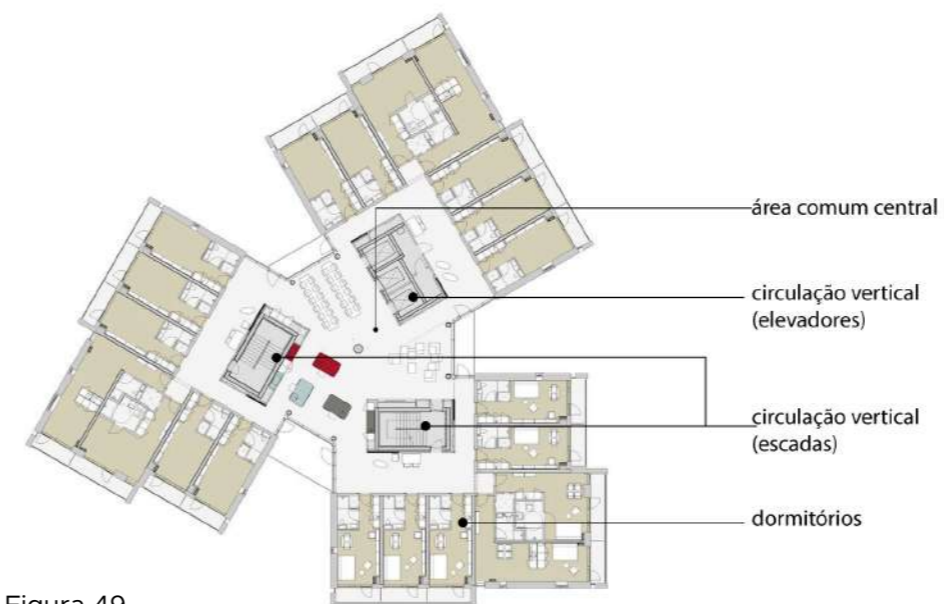 área comum central
circulação vertical
(elevadores)
circulação vertical
(escadas)
dormitórios
Figura 49